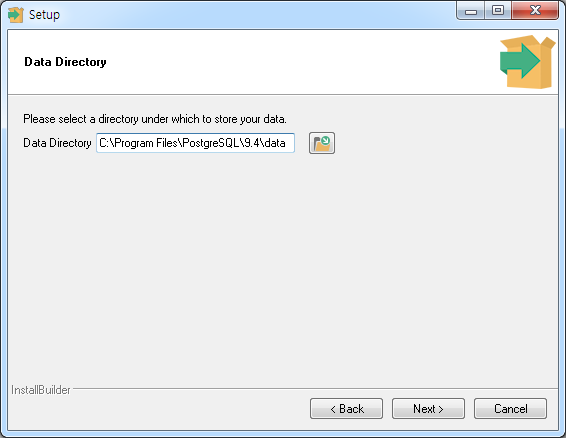 Setup
Data Directory
Please select a directory under which to store your data.
Data Directory C:\Program Files\PostgreSQL\9.4\data
InstallBuilder
< Back Next > Cancel